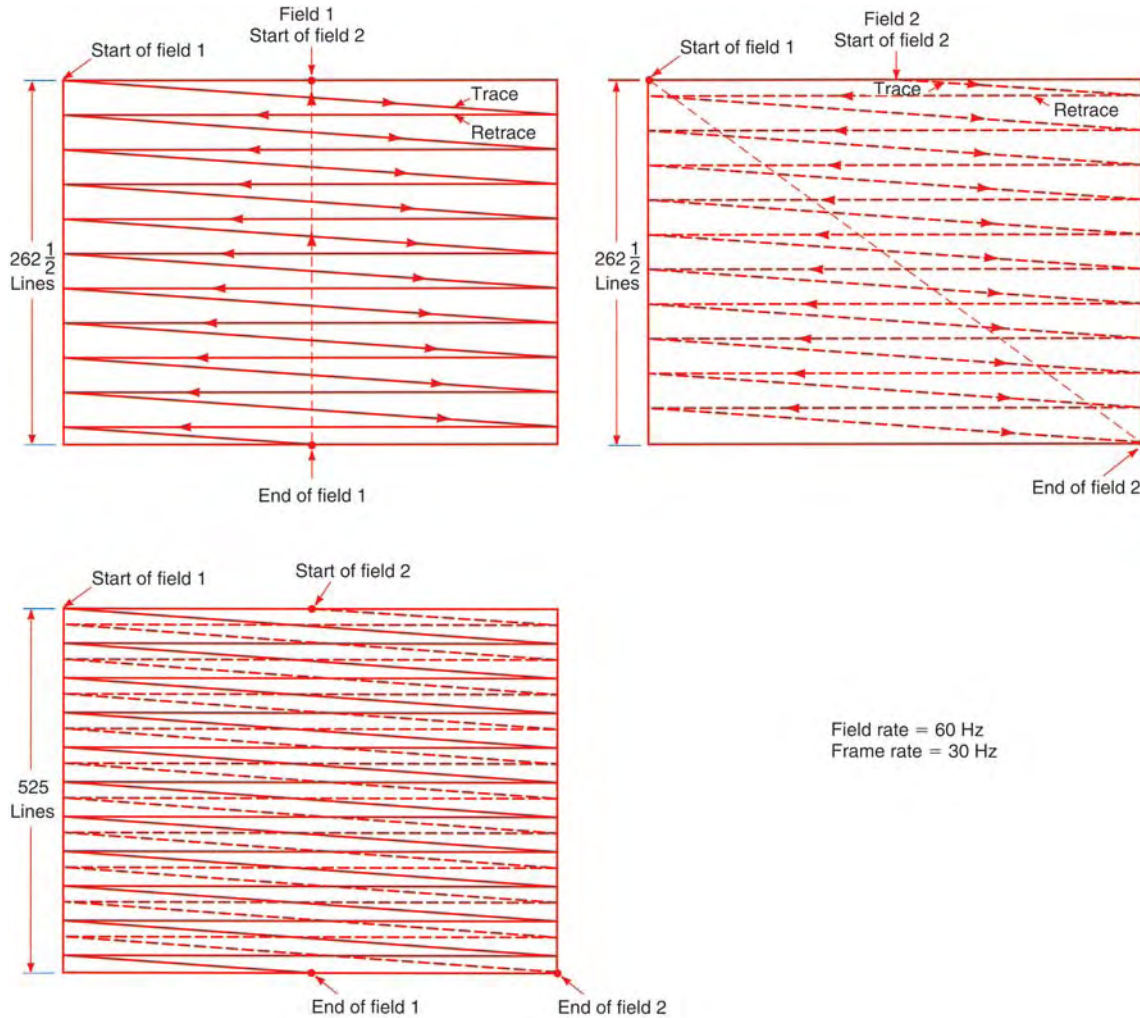 Field 1
Start of field 2
Start of field 1
Trace
Retrace
262 1/2
Lines
End of field 1
Field 2
Start of field 2
Start of field 1
Trace
Retrace
262 1/2
Lines
End of field 2
Start of field 1
Start of field 2
525
Lines
End of field 1
End of field 2
Field rate = 60 Hz
Frame rate = 30 Hz